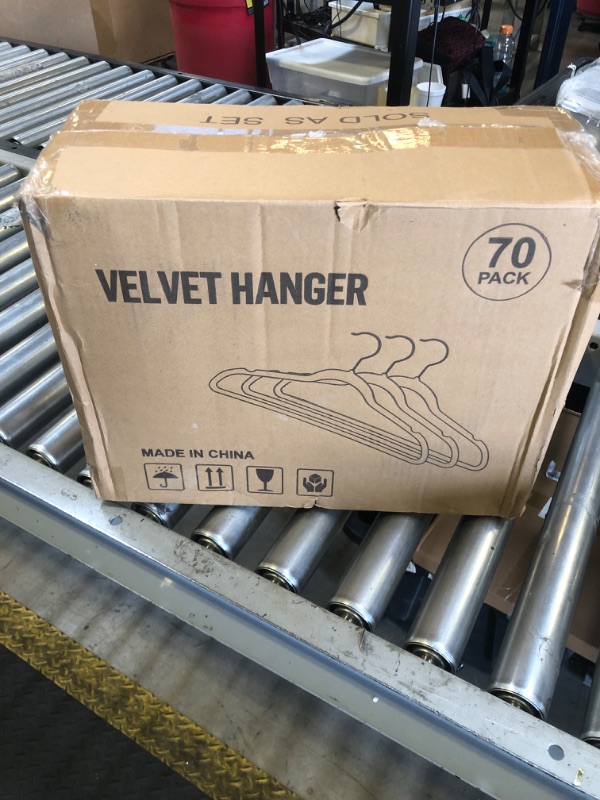 SOLD AS SET
VELVET HANGER
70
PACK
MADE IN CHINA